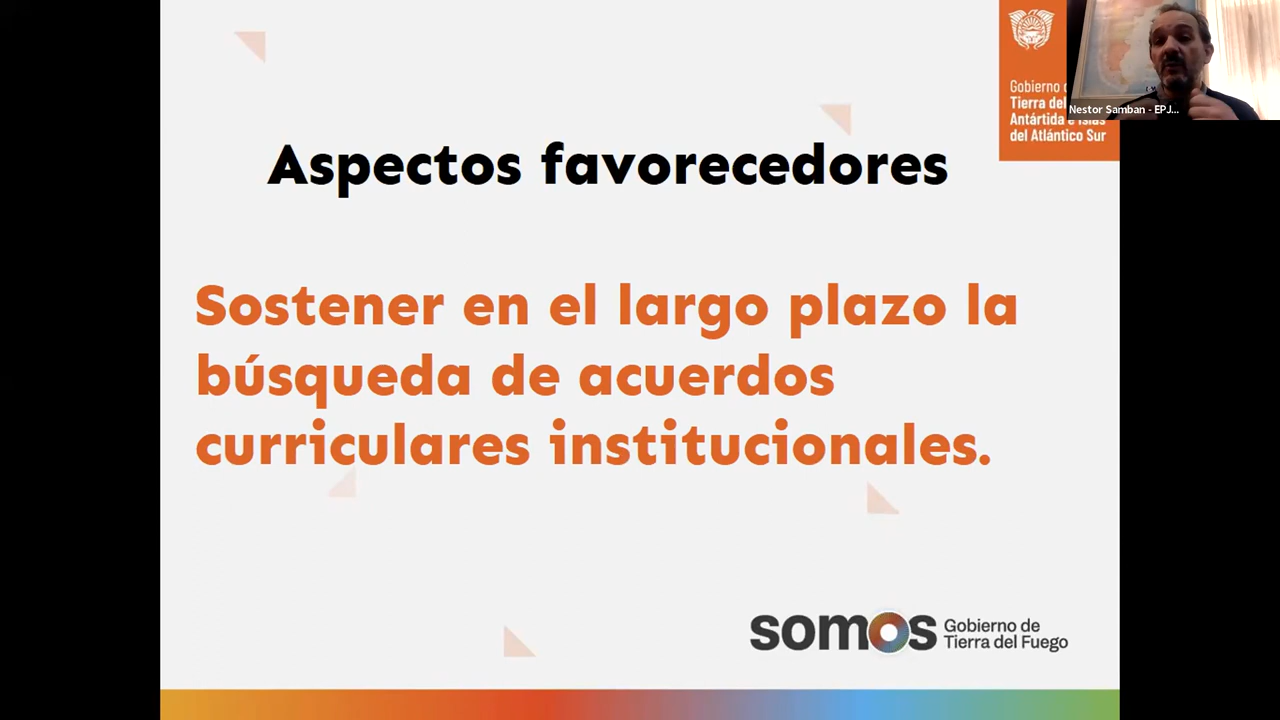 Gobierno
Tierra del
Antártida e Islas
del Atlántico Sur
Nestor Samban - EPJ...
Aspectos favorecedores
Sostener en el largo plazo la
búsqueda de acuerdos
curriculares institucionales.
somos
Gobierno de
Tierra del Fuego